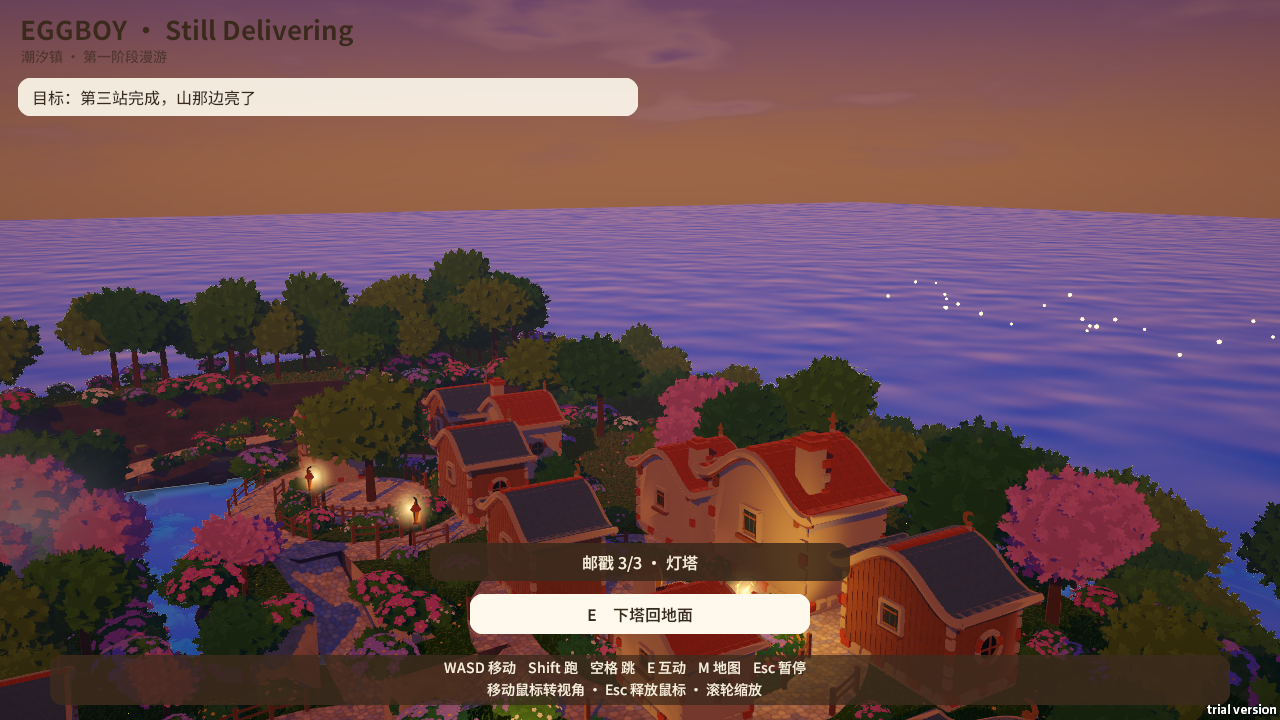 EGGBOY · Still Delivering
潮汐镇 · 第一阶段漫游
目标：第三站完成，山那边亮了
邮戳 3/3 · 灯塔
E 下塔回地面
WASD 移动 Shift 跑 空格 跳 E 互动 M 地图 Esc 暂停
移动鼠标转视角 · Esc 释放鼠标 · 滚轮缩放
trial version